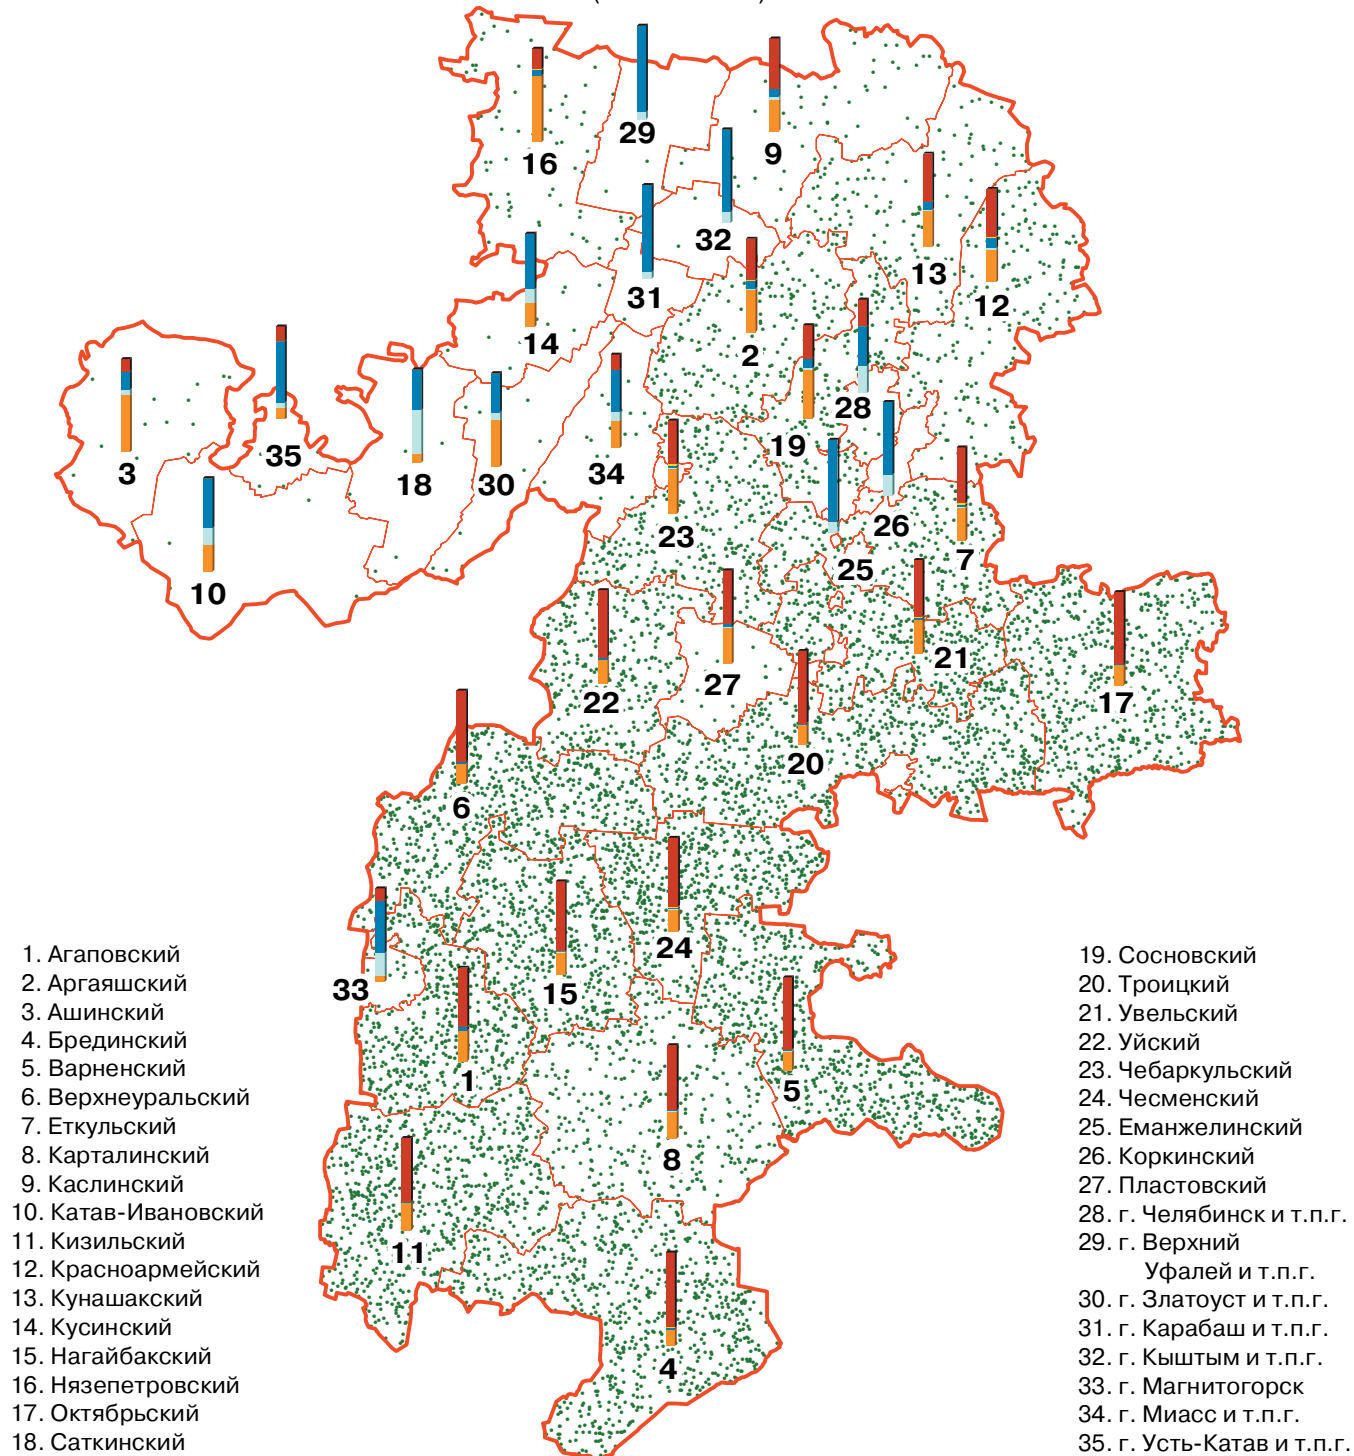 29
9
16
32
13
31
12
14
2
28
3
35
18
30
34
19
26
23
25
7
10
21
27
22
17
20
6
24
33
15
1
5
8
11
4
1. Агаповский
2. Аргаяшский
3. Ашинский
4. Брединский
5. Варненский
6. Верхнеуральский
7. Еткульский
8. Карталинский
9. Каслинский
10. Катав-Ивановский
11. Кизильский
12. Красноармейский
13. Кунашакский
14. Кусинский
15. Нагайбакский
16. Нязепетровский
17. Октябрьский
18. Саткинский
19. Сосновский
20. Троицкий
21. Увельский
22. Уйский
23. Чебаркульский
24. Чесменский
25. Еманжелинский
26. Коркинский
27. Пластовский
28. г. Челябинск и т.п.г.
29. г. Верхний
Уфалей и т.п.г.
30. г. Златоуст и т.п.г.
31. г. Карабаш и т.п.г.
32. г. Кыштым и т.п.г.
33. г. Магнитогорск
34. г. Миасс и т.п.г.
35. г. Усть-Катав и т.п.г.